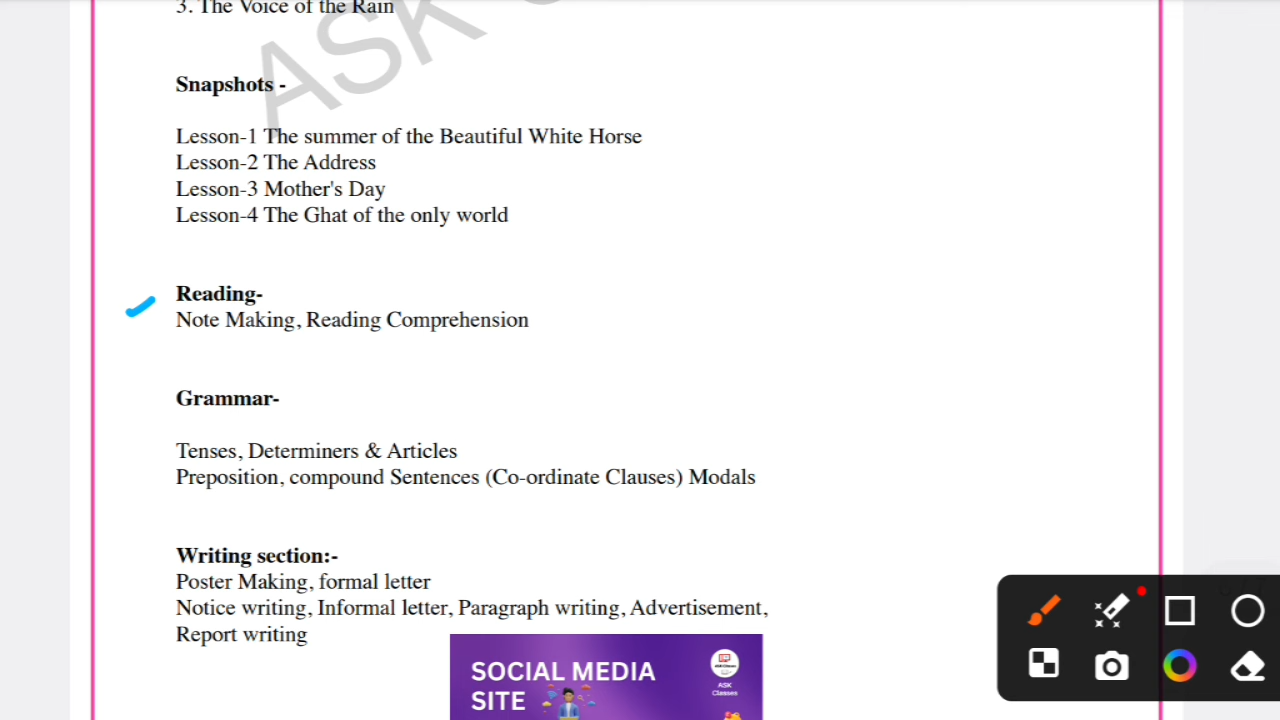 3. The Voice of the Rain
ASK
Snapshots -
Lesson-1 The summer of the Beautiful White Horse
Lesson-2 The Address
Lesson-3 Mother's Day
Lesson-4 The Ghat of the only world
Reading-
Note Making, Reading Comprehension
Grammar-
Tenses, Determiners & Articles
Preposition, compound Sentences (Co-ordinate Clauses) Modals
Writing section:-
Poster Making, formal letter
Notice writing, Informal letter, Paragraph writing, Advertisement,
Report writing
SOCIAL MEDIA
SITE
ASK
Classes